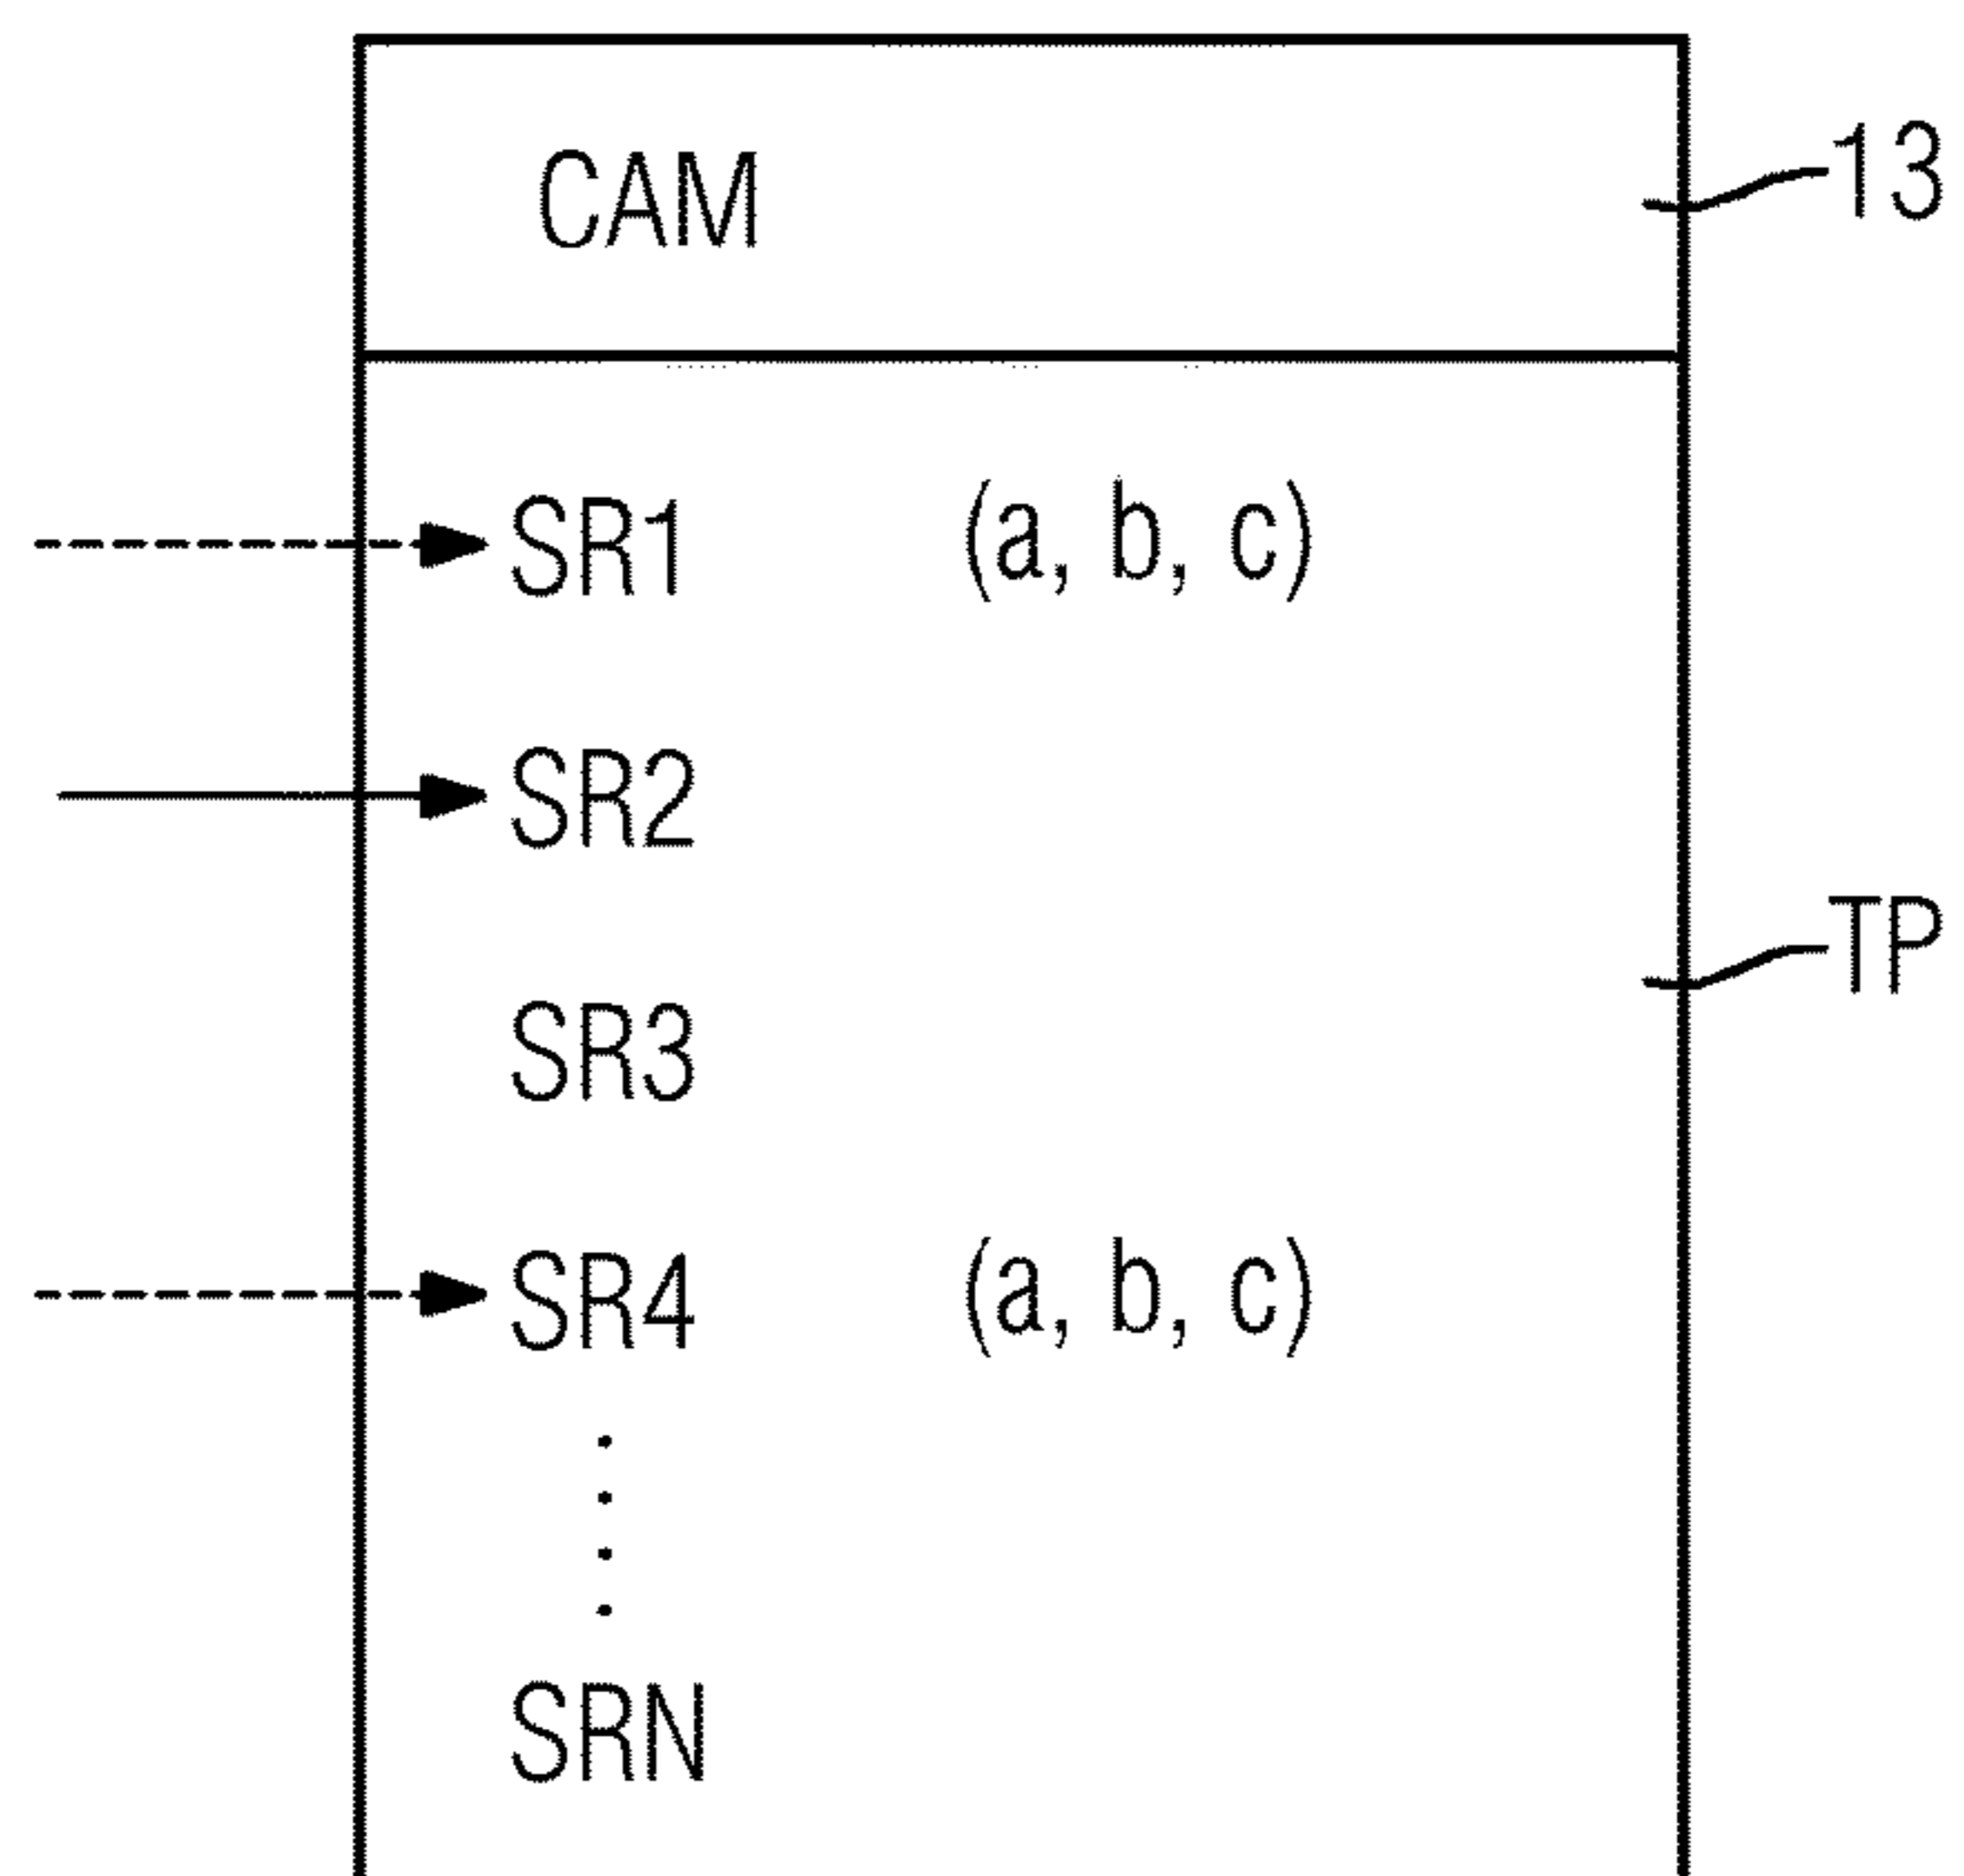 CAM 13
SR1 (a, b, c)
SR2
TP
SR3
SR4 (a, b, c)
SRN